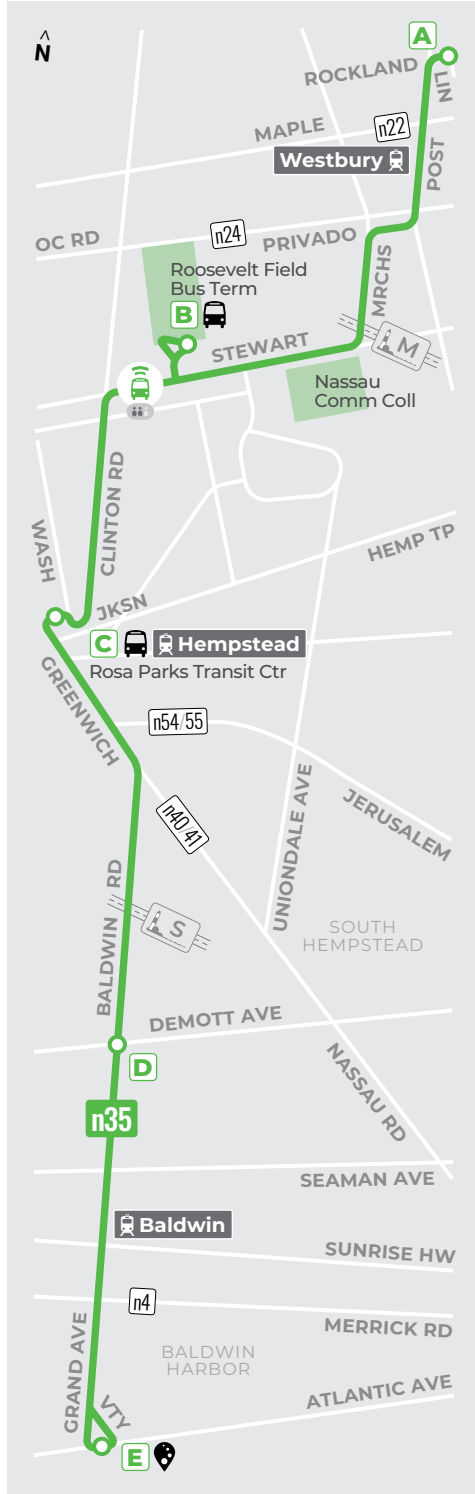 N
A
ROCKLAND
LIN
MAPLE
n22
Westbury
POST
OC RD
n24
PRIVADO
Roosevelt Field
Bus Term
B
MRCHS
STEWART
M
Nassau
Comm Coll
CLINTON RD
WASH
HEMP TP
JKSN
C
Hempstead
Rosa Parks Transit Ctr
GREENWICH
n54/55
n40/41
UNIONDALE AVE
JERUSALEM
BALDWIN RD
S
SOUTH
HEMPSTEAD
DEMOTT AVE
D
NASSAU RD
n35
SEAMAN AVE
Baldwin
SUNRISE HW
n4
MERRICK RD
BALDWIN
HARBOR
GRAND AVE
VTY
ATLANTIC AVE
E